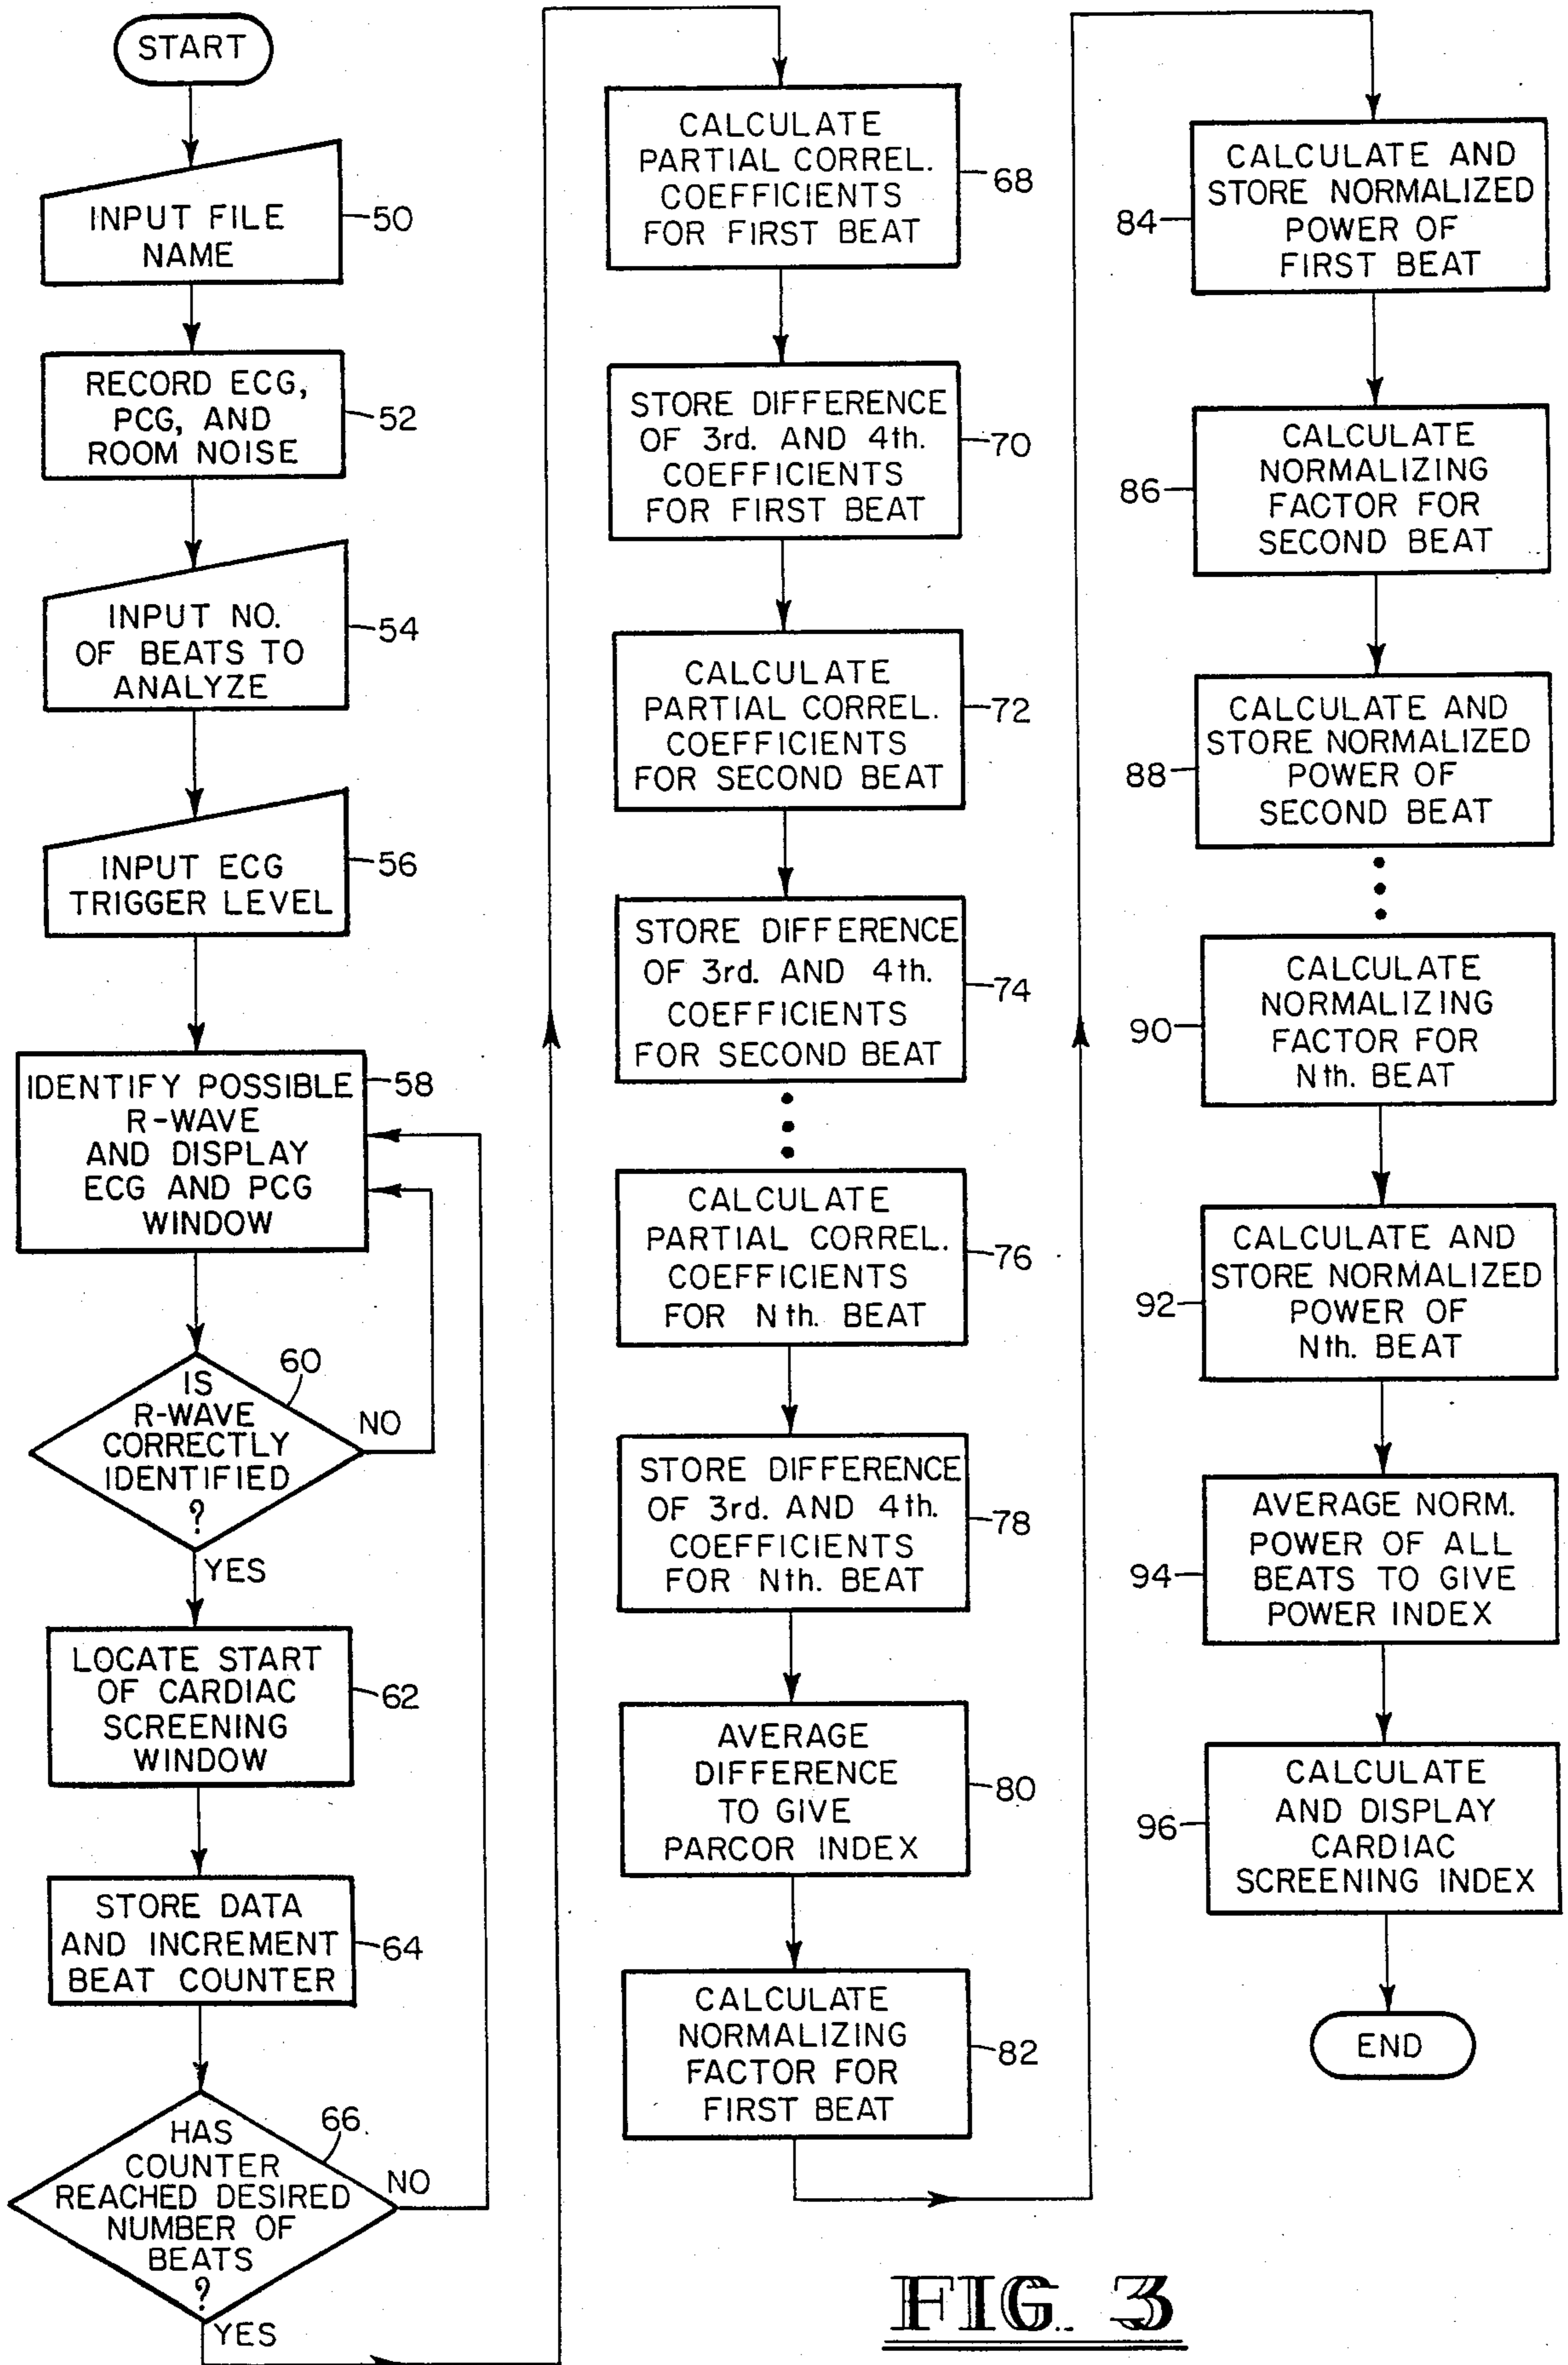 START
INPUT FILE
NAME
50
RECORD ECG,
PCG, AND
ROOM NOISE
52
INPUT NO.
OF BEATS TO
ANALYZE
54
INPUT ECG
TRIGGER LEVEL
56
IDENTIFY POSSIBLE
R-WAVE
AND DISPLAY
ECG AND PCG
WINDOW
58
IS
R-WAVE
CORRECTLY
IDENTIFIED
?
60
NO
YES
LOCATE START
OF CARDIAC
SCREENING
WINDOW
62
STORE DATA
AND INCREMENT
BEAT COUNTER
64
HAS
COUNTER
REACHED DESIRED
NUMBER OF
BEATS
?
66
NO
YES
CALCULATE
PARTIAL CORREL.
COEFFICIENTS
FOR FIRST BEAT
68
STORE DIFFERENCE
OF 3rd. AND 4th.
COEFFICIENTS
FOR FIRST BEAT
70
CALCULATE
PARTIAL CORREL.
COEFFICIENTS
FOR SECOND BEAT
72
STORE DIFFERENCE
OF 3rd. AND 4th.
COEFFICIENTS
FOR SECOND BEAT
74
CALCULATE
PARTIAL CORREL.
COEFFICIENTS
FOR Nth. BEAT
76
STORE DIFFERENCE
OF 3rd. AND 4th.
COEFFICIENTS
FOR Nth. BEAT
78
AVERAGE
DIFFERENCE
TO GIVE
PARCOR INDEX
80
CALCULATE
NORMALIZING
FACTOR FOR
FIRST BEAT
82
CALCULATE AND
STORE NORMALIZED
POWER OF
FIRST BEAT
84
CALCULATE
NORMALIZING
FACTOR FOR
SECOND BEAT
86
CALCULATE AND
STORE NORMALIZED
POWER OF
SECOND BEAT
88
CALCULATE
NORMALIZING
FACTOR FOR
Nth. BEAT
90
CALCULATE AND
STORE NORMALIZED
POWER OF
Nth. BEAT
92
AVERAGE NORM.
POWER OF ALL
BEATS TO GIVE
POWER INDEX
94
CALCULATE
AND DISPLAY
CARDIAC
SCREENING INDEX
96
END
FIG. 3